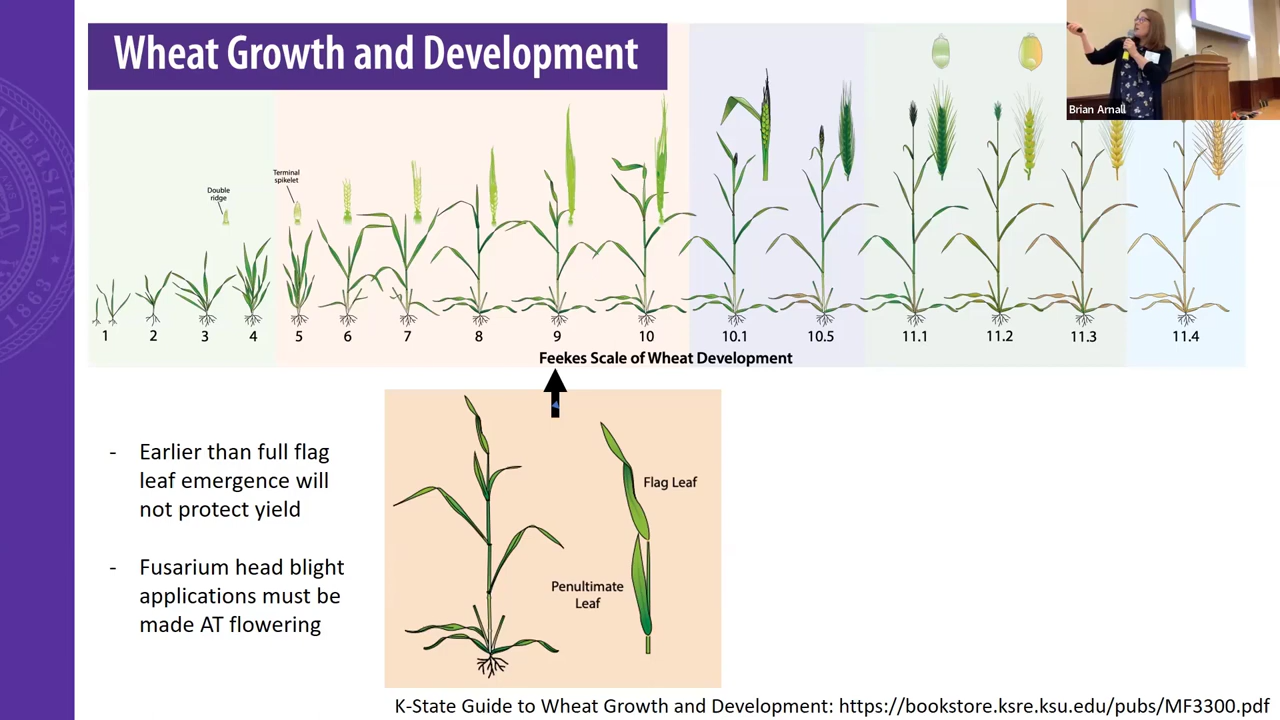 Wheat Growth and Development
Brian Arnall
Double
ridge
Terminal
spikelet
1 2 3 4 5 6 7 8 9 10 10.1 10.5 11.1 11.2 11.3 11.4
Feekes Scale of Wheat Development
- Earlier than full flag
leaf emergence will
not protect yield
- Fusarium head blight
applications must be
made AT flowering
Flag Leaf
Penultimate
Leaf
K-State Guide to Wheat Growth and Development: https://bookstore.ksre.ksu.edu/pubs/MF3300.pdf
1863